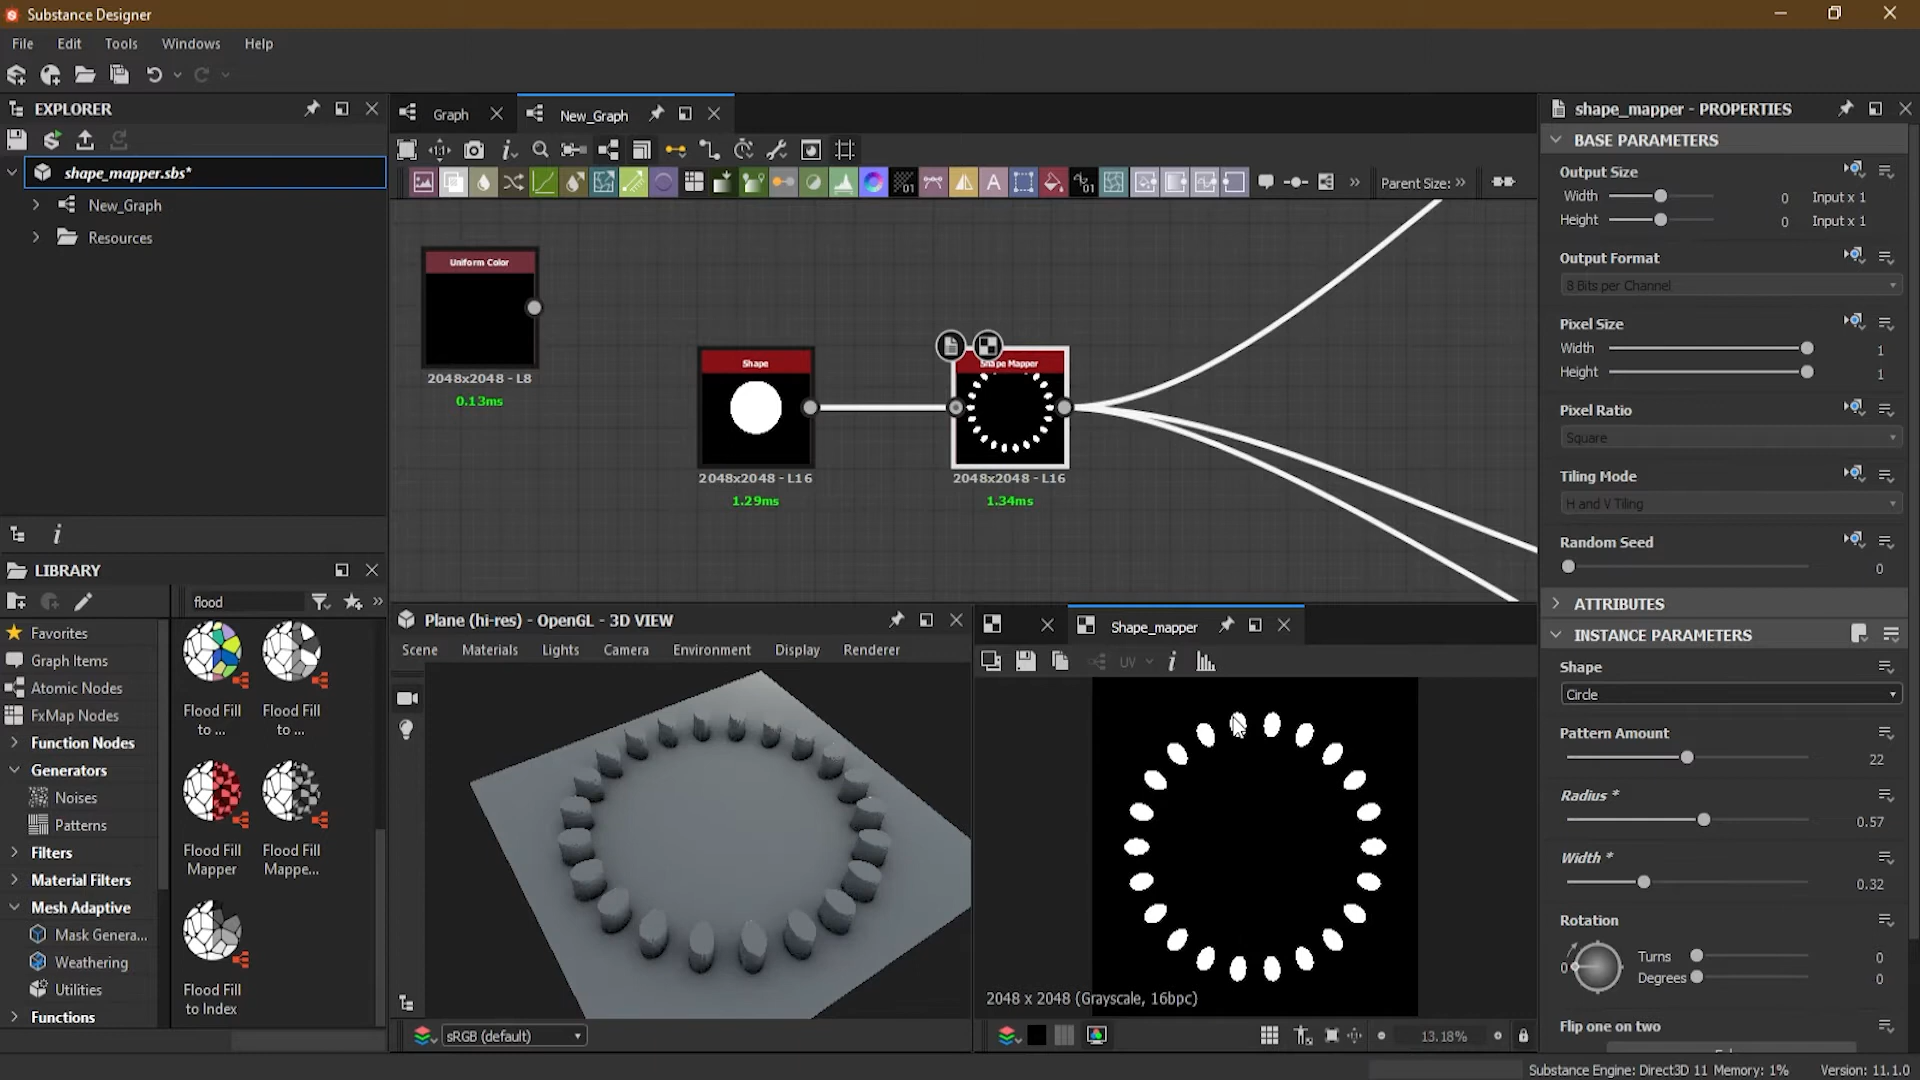 Substance Designer
File Edit Tools Windows Help
EXPLORER
shape_mapper.sbs*
New_Graph
Resources
LIBRARY
flood
Favorites
Graph Items
Atomic Nodes
FxMap Nodes
Function Nodes
Generators
Noises
Patterns
Filters
Material Filters
Mesh Adaptive
Mask Genera...
Weathering
Utilities
Functions
Flood Fill
to ...
Flood Fill
to ...
Flood Fill
Mapper
Flood Fill
Mappe...
Flood Fill
to Index
Graph
New_Graph
Parent Size:
Uniform Color
2048x2048 - L8
0.13ms
Shape
2048x2048 - L16
1.29ms
Shape Mapper
2048x2048 - L16
1.34ms
Plane (hi-res) - OpenGL - 3D VIEW
Scene Materials Lights Camera Environment Display Renderer
sRGB (default)
Shape_mapper
UV
2048 x 2048 (Grayscale, 16bpc)
13.18%
shape_mapper - PROPERTIES
BASE PARAMETERS
Output Size
Width 0 Input x 1
Height 0 Input x 1
Output Format
8 Bits per Channel
Pixel Size
Width 1
Height 1
Pixel Ratio
Square
Tiling Mode
H and V Tiling
Random Seed
0
ATTRIBUTES
INSTANCE PARAMETERS
Shape
Circle
Pattern Amount
22
Radius *
0.57
Width *
0.32
Rotation
0
Turns 0
Degrees 0
Flip one on two
Substance Engine: Direct3D 11 Memory: 1% Version: 11.1.0